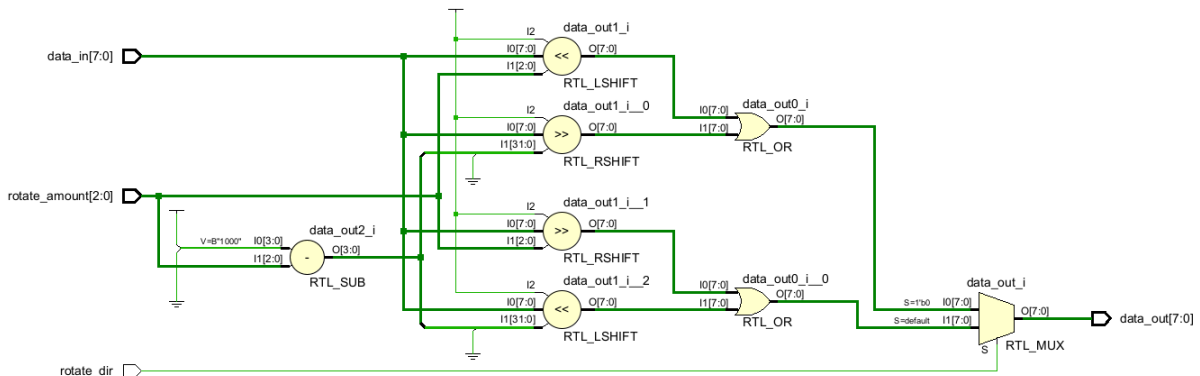 data_out1_i
I2
data_in[7:0]
I0[7:0]
<<
O[7:0]
I1[2:0]
RTL_LSHIFT
data_out1_i__0
data_out0_i
I2
I0[7:0]
O[7:0]
I0[7:0]
>>
O[7:0]
I1[7:0]
I1[31:0]
RTL_OR
RTL_RSHIFT
rotate_amount[2:0]
data_out1_i__1
I2
data_out2_i
I0[7:0]
>>
O[7:0]
V=B"1000"
I0[3:0]
I1[2:0]
-
O[3:0]
I1[2:0]
RTL_RSHIFT
RTL_SUB
data_out1_i__2
data_out0_i__0
data_out_i
I2
I0[7:0]
O[7:0]
I0[7:0]
<<
O[7:0]
I1[7:0]
S=1'b0
I0[7:0]
O[7:0]
data_out[7:0]
I1[31:0]
RTL_OR
S=default
I1[7:0]
RTL_LSHIFT
S
RTL_MUX
rotate_dir